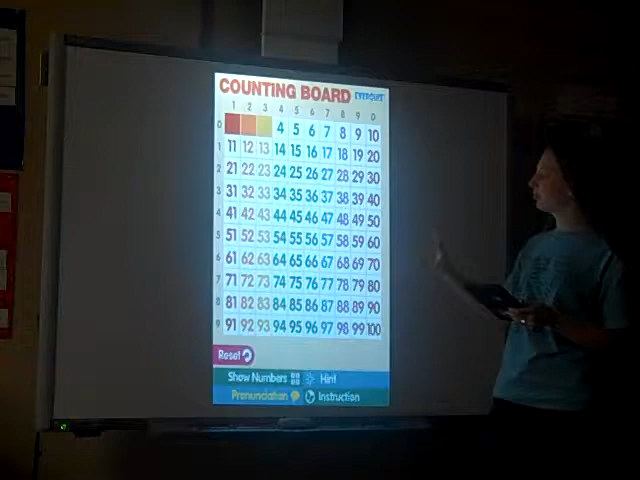 COUNTING BOARD
1 2 3 4 5 6 7 8 9 0
0 4 5 6 7 8 9 10
1 11 12 13 14 15 16 17 18 19 20
2 21 22 23 24 25 26 27 28 29 30
3 31 32 33 34 35 36 37 38 39 40
4 41 42 43 44 45 46 47 48 49 50
5 51 52 53 54 55 56 57 58 59 60
6 61 62 63 64 65 66 67 68 69 70
7 71 72 73 74 75 76 77 78 79 80
8 81 82 83 84 85 86 87 88 89 90
9 91 92 93 94 95 96 97 98 99 100
Reset
Show Numbers Hint
Pronunciation Instruction